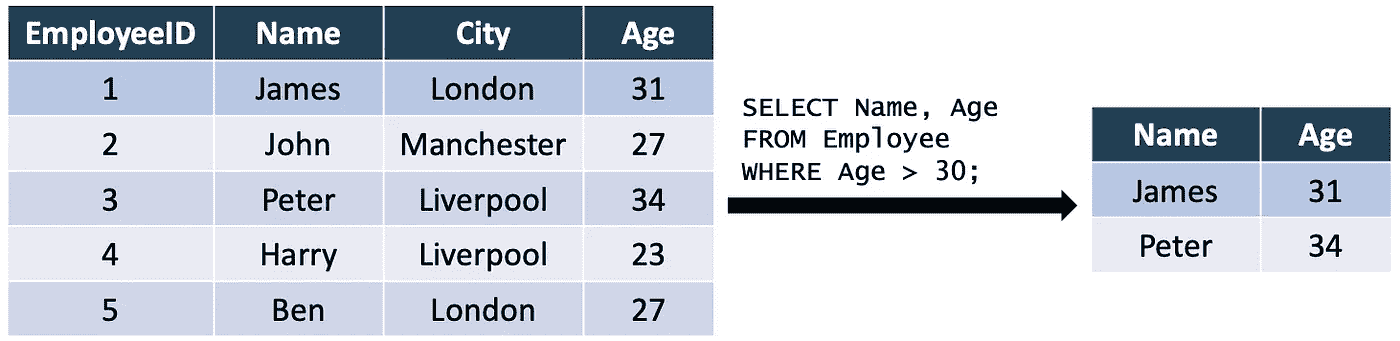 EmployeeID Name City Age
1 James London 31
2 John Manchester 27
3 Peter Liverpool 34
4 Harry Liverpool 23
5 Ben London 27
SELECT Name, Age
FROM Employee
WHERE Age > 30;
Name Age
James 31
Peter 34